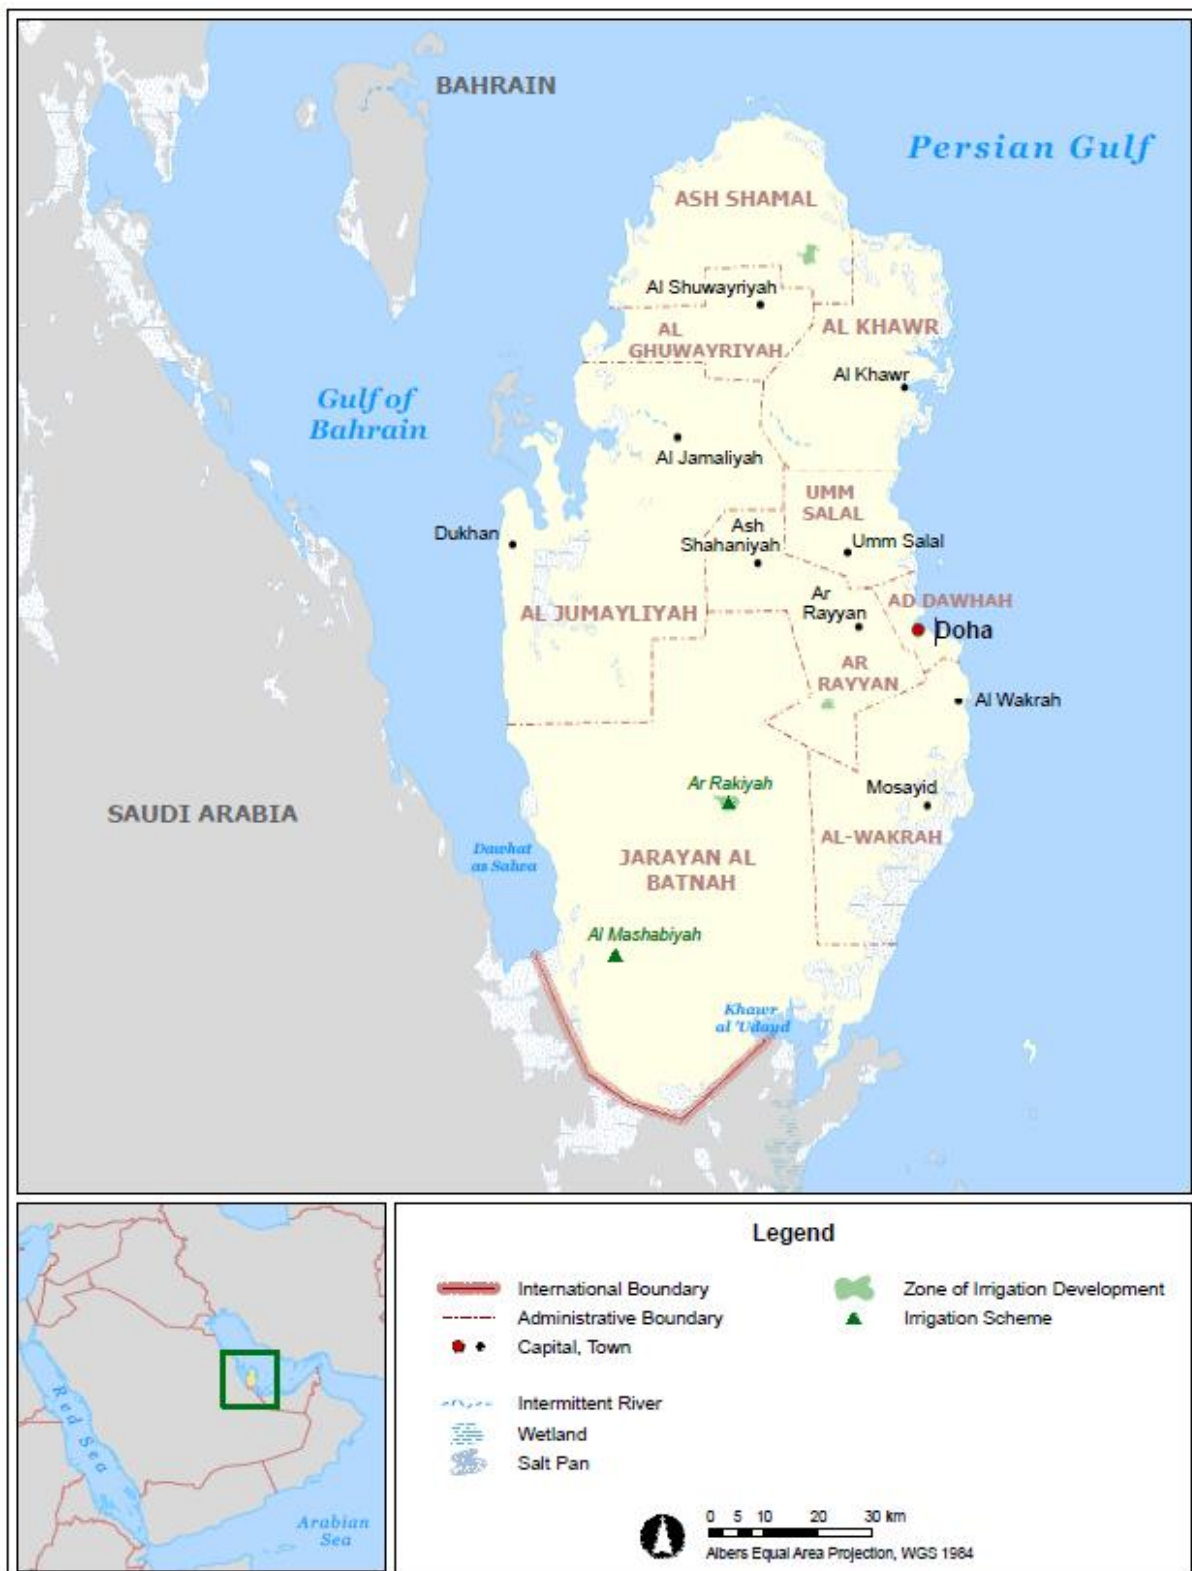 BAHRAIN
Persian Gulf
ASH SHAMAL
Al Shuwayriyah
AL
GHUWAYRIYAH
AL KHAWR
Al Khawr
Gulf of
Bahrain
Al Jamaliyah
UMM
SALAL
Dukhan
Ash
Shahaniyah
Umm Salal
AL JUMAYLIYAH
Ar
Rayyan
AD DAWHAH
Doha
AR
RAYYAN
Al Wakrah
Ar Rakiyah
Mosayid
SAUDI ARABIA
AL-WAKRAH
Dawhat
as Salwa
JARAYAN AL
BATNAH
Al Mashabiyah
Khawr
al 'Udayd
Red Sea
Arabian
Sea
Legend
International Boundary
Administrative Boundary
Capital, Town
Intermittent River
Wetland
Salt Pan
Zone of Irrigation Development
Irrigation Scheme
0 5 10 20 30 km
Albers Equal Area Projection, WGS 1984